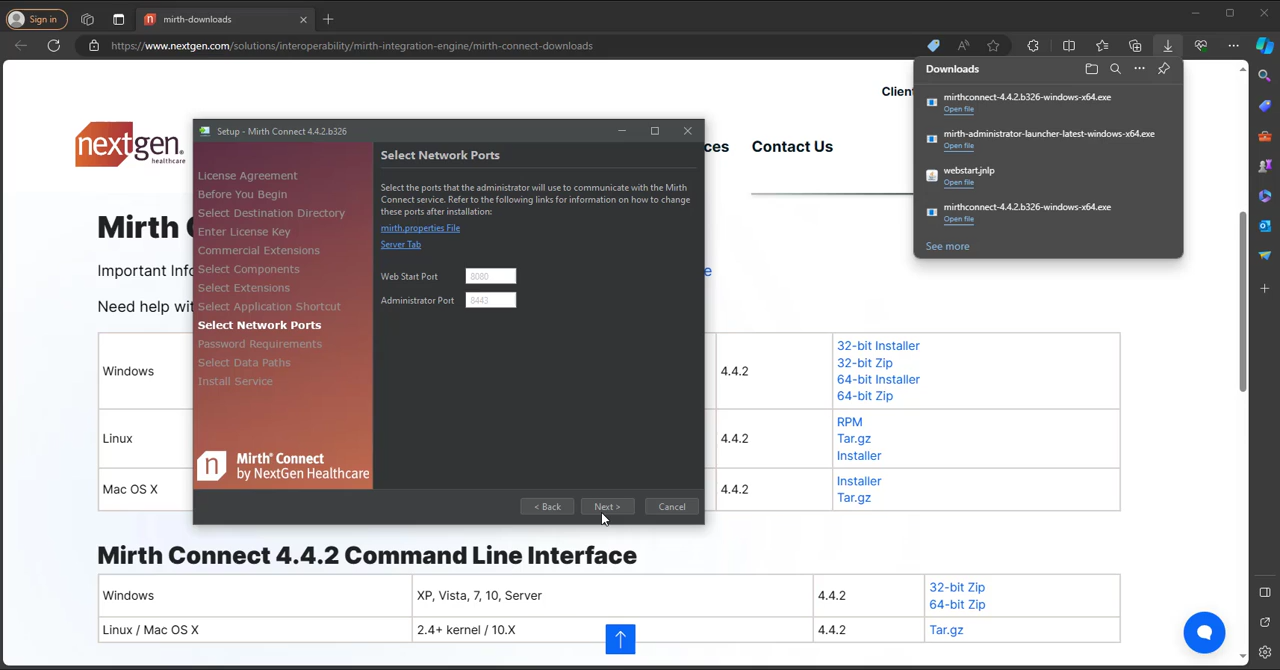 Sign in
mirth-downloads
https://www.nextgen.com/solutions/interoperability/mirth-integration-engine/mirth-connect-downloads
Downloads
mirthconnect-4.4.2.b326-windows-x64.exe
Open file
mirth-administrator-launcher-latest-windows-x64.exe
Open file
webstart.jnlp
Open file
mirthconnect-4.4.2.b326-windows-x64.exe
Open file
See more
Client
nextgen
healthcare
ces
Contact Us
Mirth C
Important Info
e
Need help wit
Setup - Mirth Connect 4.4.2.b326
License Agreement
Before You Begin
Select Destination Directory
Enter License Key
Commercial Extensions
Select Components
Select Extensions
Select Application Shortcut
Select Network Ports
Password Requirements
Select Data Paths
Install Service
n
Mirth® Connect
by NextGen Healthcare
Select Network Ports
Select the ports that the administrator will use to communicate with the Mirth
Connect service. Refer to the following links for information on how to change
these ports after installation:
mirth.properties File
Server Tab
Web Start Port 8080
Administrator Port 8443
< Back
Next >
Cancel
Windows
4.4.2
32-bit Installer
32-bit Zip
64-bit Installer
64-bit Zip
Linux
4.4.2
RPM
Tar.gz
Installer
Mac OS X
4.4.2
Installer
Tar.gz
Mirth Connect 4.4.2 Command Line Interface
Windows
XP, Vista, 7, 10, Server
4.4.2
32-bit Zip
64-bit Zip
Linux / Mac OS X
2.4+ kernel / 10.X
4.4.2
Tar.gz